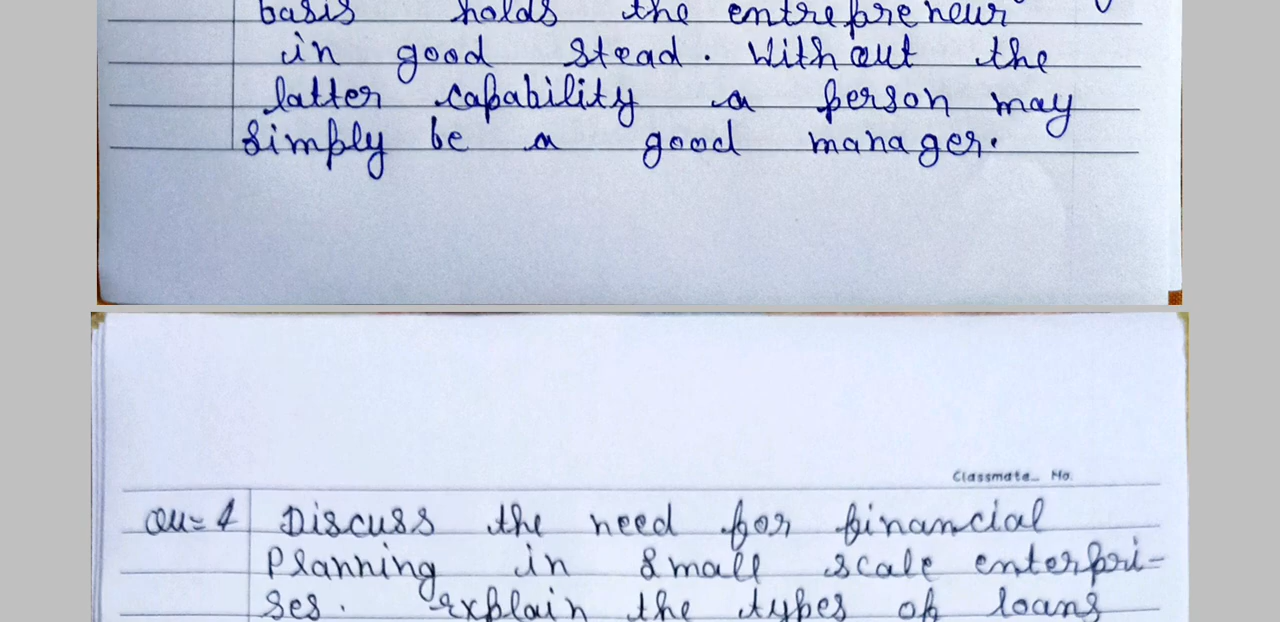 basis holds the entrepreneur
in good stead. Without the
latter capability a person may
simply be a good manager.
Classmate No.
Qu=4 Discuss the need for financial
Planning in Small scale enterpri-
ses. Explain the types of loans